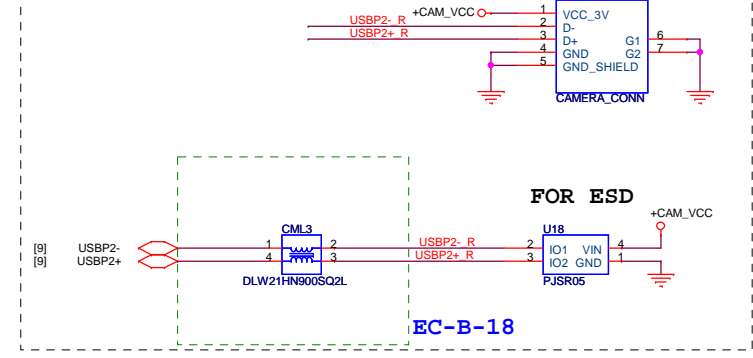 +CAM_VCC 1 VCC_3V
USBP2-_R 2 D-
USBP2+_R 3 D+ G1 6
4 GND G2 7
5 GND_SHIELD
CAMERA_CONN
FOR ESD
+CAM_VCC
CML3 U18
[9] USBP2- 1 2 USBP2-_R 2 IO1 VIN 4
[9] USBP2+ 4 3 USBP2+_R 3 IO2 GND 1
DLW21HN900SQ2L PJSR05
EC-B-18